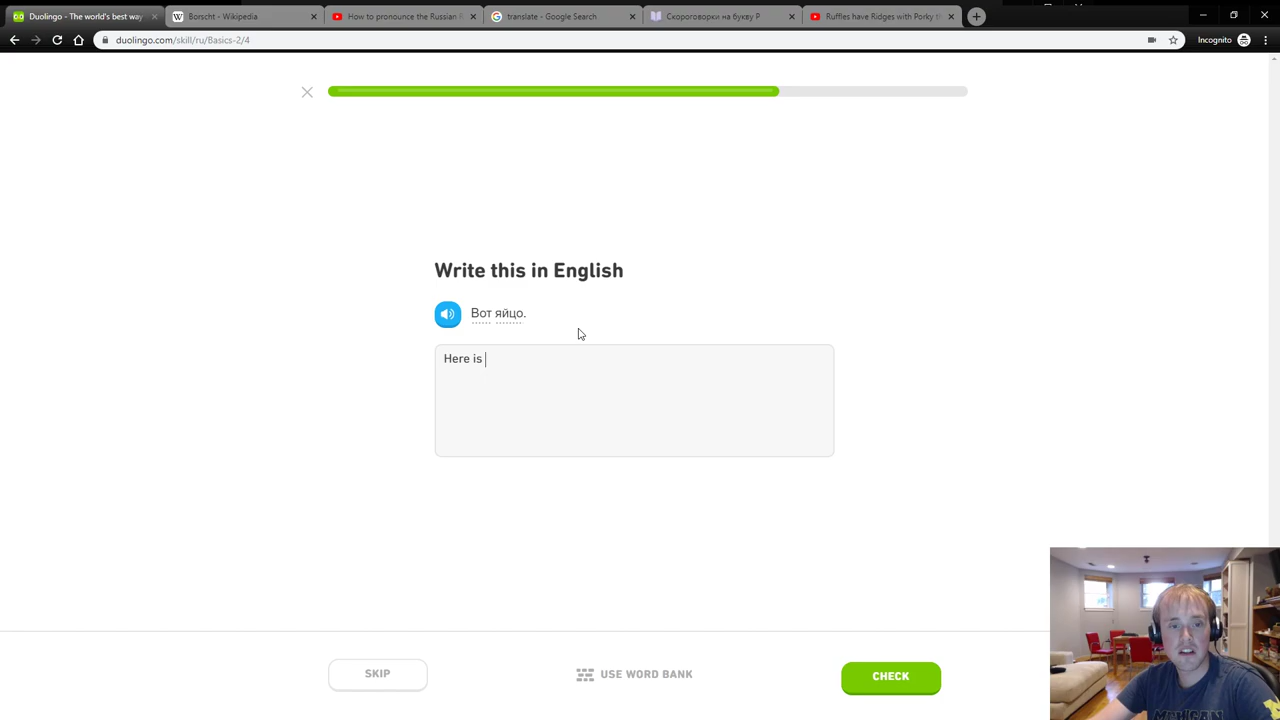 Duolingo - The world's best way
Borscht - Wikipedia
How to pronounce the Russian
translate - Google Search
Скороговорки на букву Р
Ruffles have Ridges with Porky
duolingo.com/skill/ru/Basics-2/4
Incognito
Write this in English
Вот яйцо.
Here is
SKIP
USE WORD BANK
CHECK